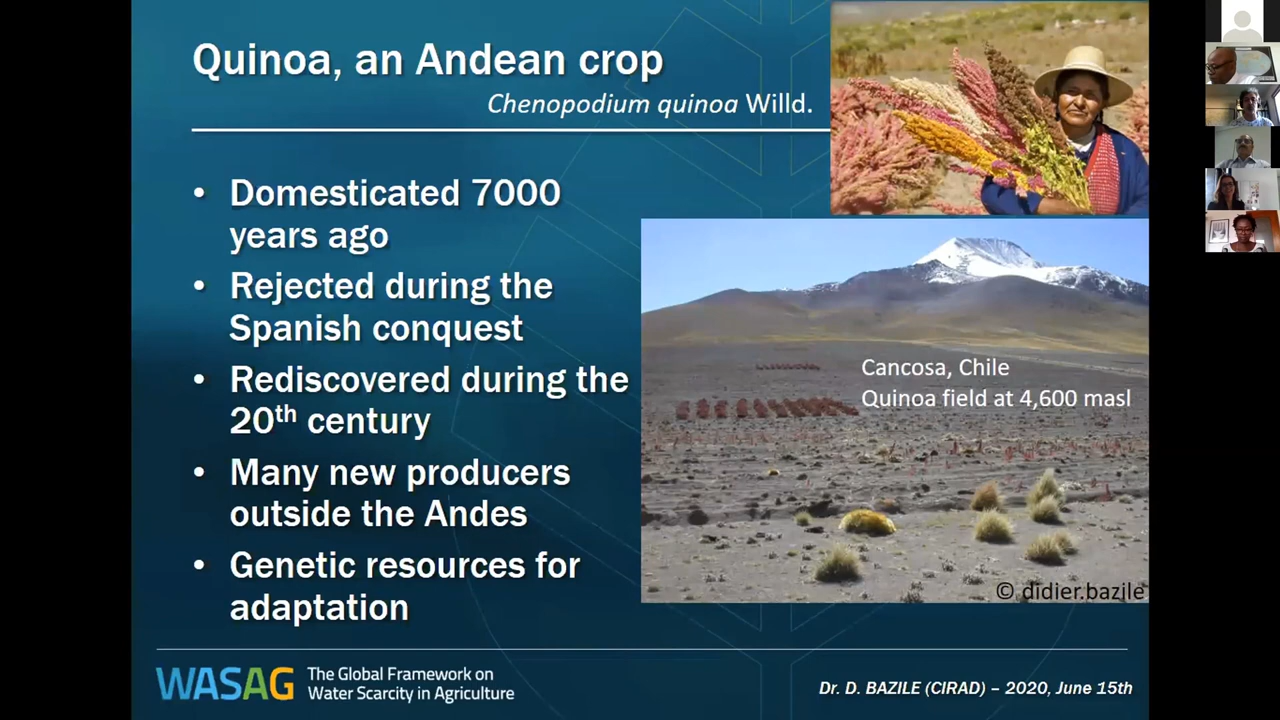 Quinoa, an Andean crop
Chenopodium quinoa Willd.
• Domesticated 7000
years ago
• Rejected during the
Spanish conquest
• Rediscovered during the
20th century
• Many new producers
outside the Andes
• Genetic resources for
adaptation
Cancosa, Chile
Quinoa field at 4,600 masl
© didier.bazile
WASAG
The Global Framework on
Water Scarcity in Agriculture
Dr. D. BAZILE (CIRAD) – 2020, June 15th